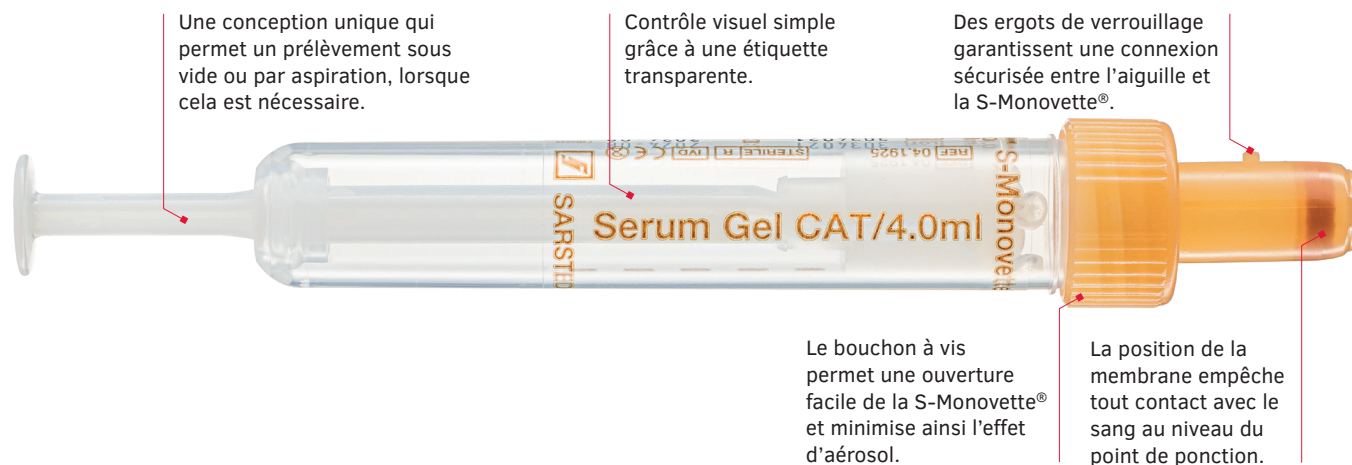 Une conception unique qui
permet un prélèvement sous
vide ou par aspiration, lorsque
cela est nécessaire.
Contrôle visuel simple
grâce à une étiquette
transparente.
Des ergots de verrouillage
garantissent une connexion
sécurisée entre l'aiguille et
la S-Monovette®.
REF 04.1925
STERILE R IVD CE
SARSTED
Serum Gel CAT/4.0ml
S-Monovette
Le bouchon à vis
permet une ouverture
facile de la S-Monovette®
et minimise ainsi l'effet
d'aérosol.
La position de la
membrane empêche
tout contact avec le
sang au niveau du
point de ponction.